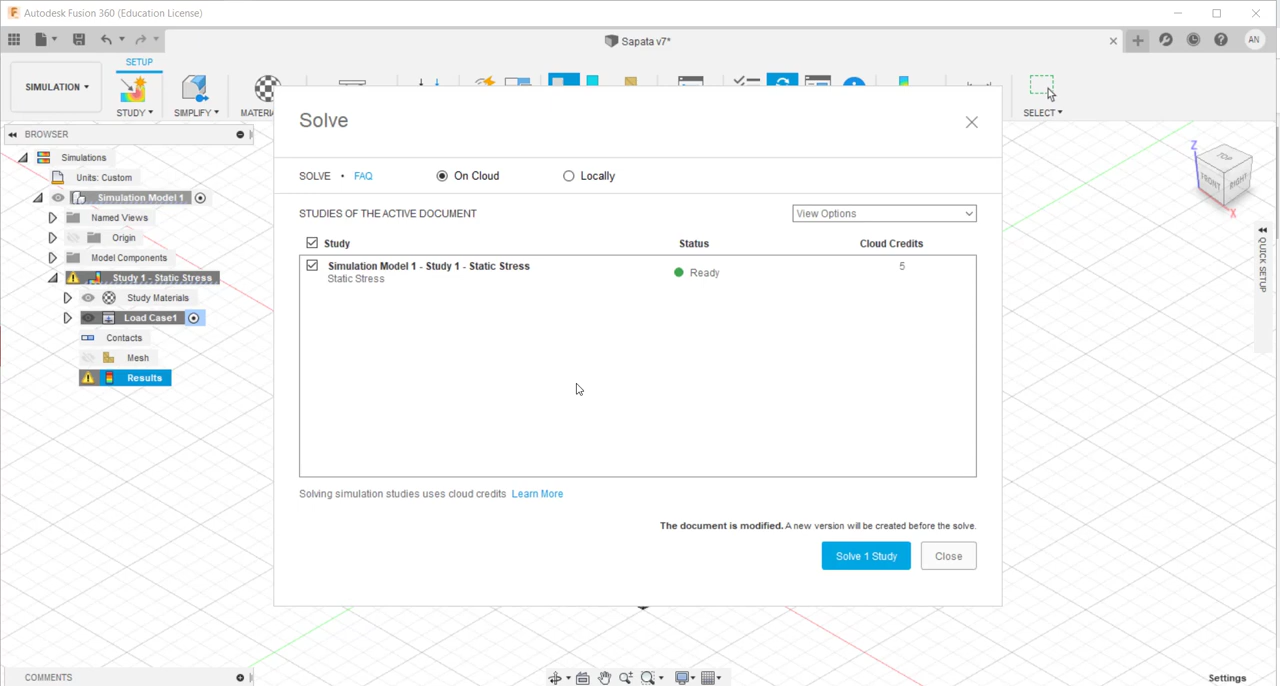 Autodesk Fusion 360 (Education License)
Sapata v7*
AN
SETUP
SIMULATION
STUDY
SIMPLIFY
SELECT
BROWSER
Simulations
Units: Custom
Simulation Model 1
Named Views
Origin
Model Components
Study 1 - Static Stress
Study Materials
Load Case1
Contacts
Mesh
Results
Solve
SOLVE • FAQ On Cloud Locally
STUDIES OF THE ACTIVE DOCUMENT View Options
Study Status Cloud Credits
Simulation Model 1 - Study 1 - Static Stress Ready 5
Static Stress
Solving simulation studies uses cloud credits Learn More
The document is modified. A new version will be created before the solve.
Solve 1 Study Close
Z
TOP
FRONT
RIGHT
X
QUICK SETUP
COMMENTS
Settings